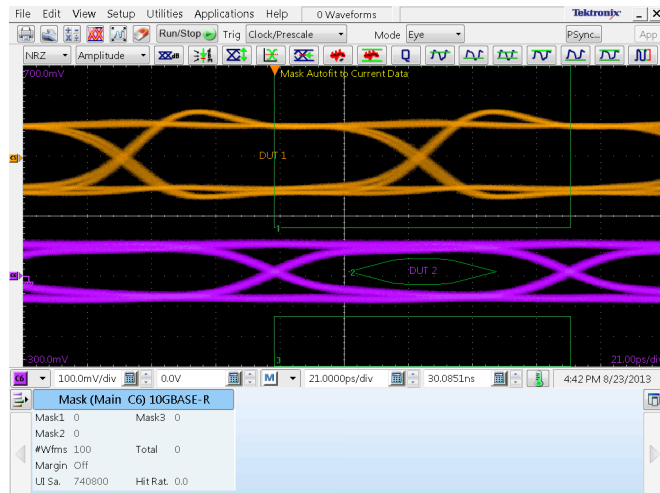 File Edit View Setup Utilities Applications Help 0 Waveforms Tektronix
Run/Stop Trig Clock/Prescale Mode Eye PSync... App
NRZ Amplitude
700.0mV
Mask Autofit to Current Data
C5
DUT 1
1
C6
2
DUT 2
3
-300.0mV
21.00ps/div
C6 100.0mV/div 0.0V M 21.0000ps/div 30.0851ns 4:42 PM 8/23/2013
Mask (Main C6) 10GBASE-R
Mask1 0 Mask3 0
Mask2 0
#Wfms 100 Total 0
Margin Off
UI Sa. 740800 Hit Rat. 0.0